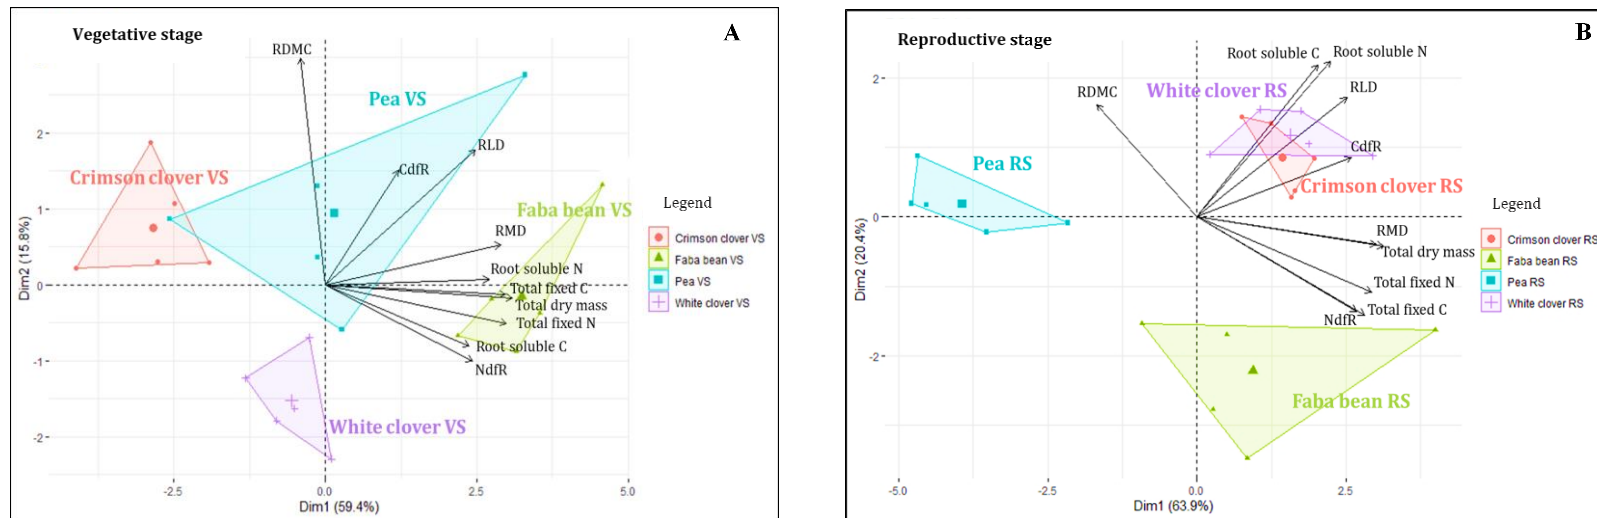 Vegetative stage
A
RDMC
Pea VS
RLD
CdfR
Crimson clover VS
Faba bean VS
RMD
Root soluble N
Total fixed C
Total dry mass
Total fixed N
Root soluble C
NdfR
White clover VS
Dim2 (15.8%)
2
1
0
-1
-2
-2.5
0.0
2.5
5.0
Dim1 (59.4%)
Legend
Crimson clover VS
Faba bean VS
Pea VS
White clover VS
Reproductive stage
B
Root soluble C
Root soluble N
White clover RS
RDMC
RLD
CdfR
Pea RS
Crimson clover RS
RMD
Total dry mass
Total fixed N
Total fixed C
NdfR
Faba bean RS
Dim2 (20.4%)
2
0
-2
-5.0
-2.5
0.0
2.5
Dim1 (63.9%)
Legend
Crimson clover RS
Faba bean RS
Pea RS
White clover RS